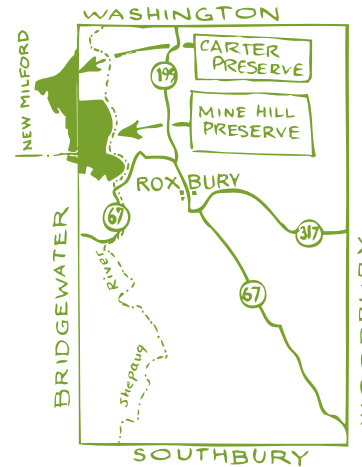 WASHINGTON
NEW MILFORD
CARTER
PRESERVE
199
MINE HILL
PRESERVE
ROXBURY
67
317
BRIDGEWATER
River
67
Shepaug
SOUTHBURY